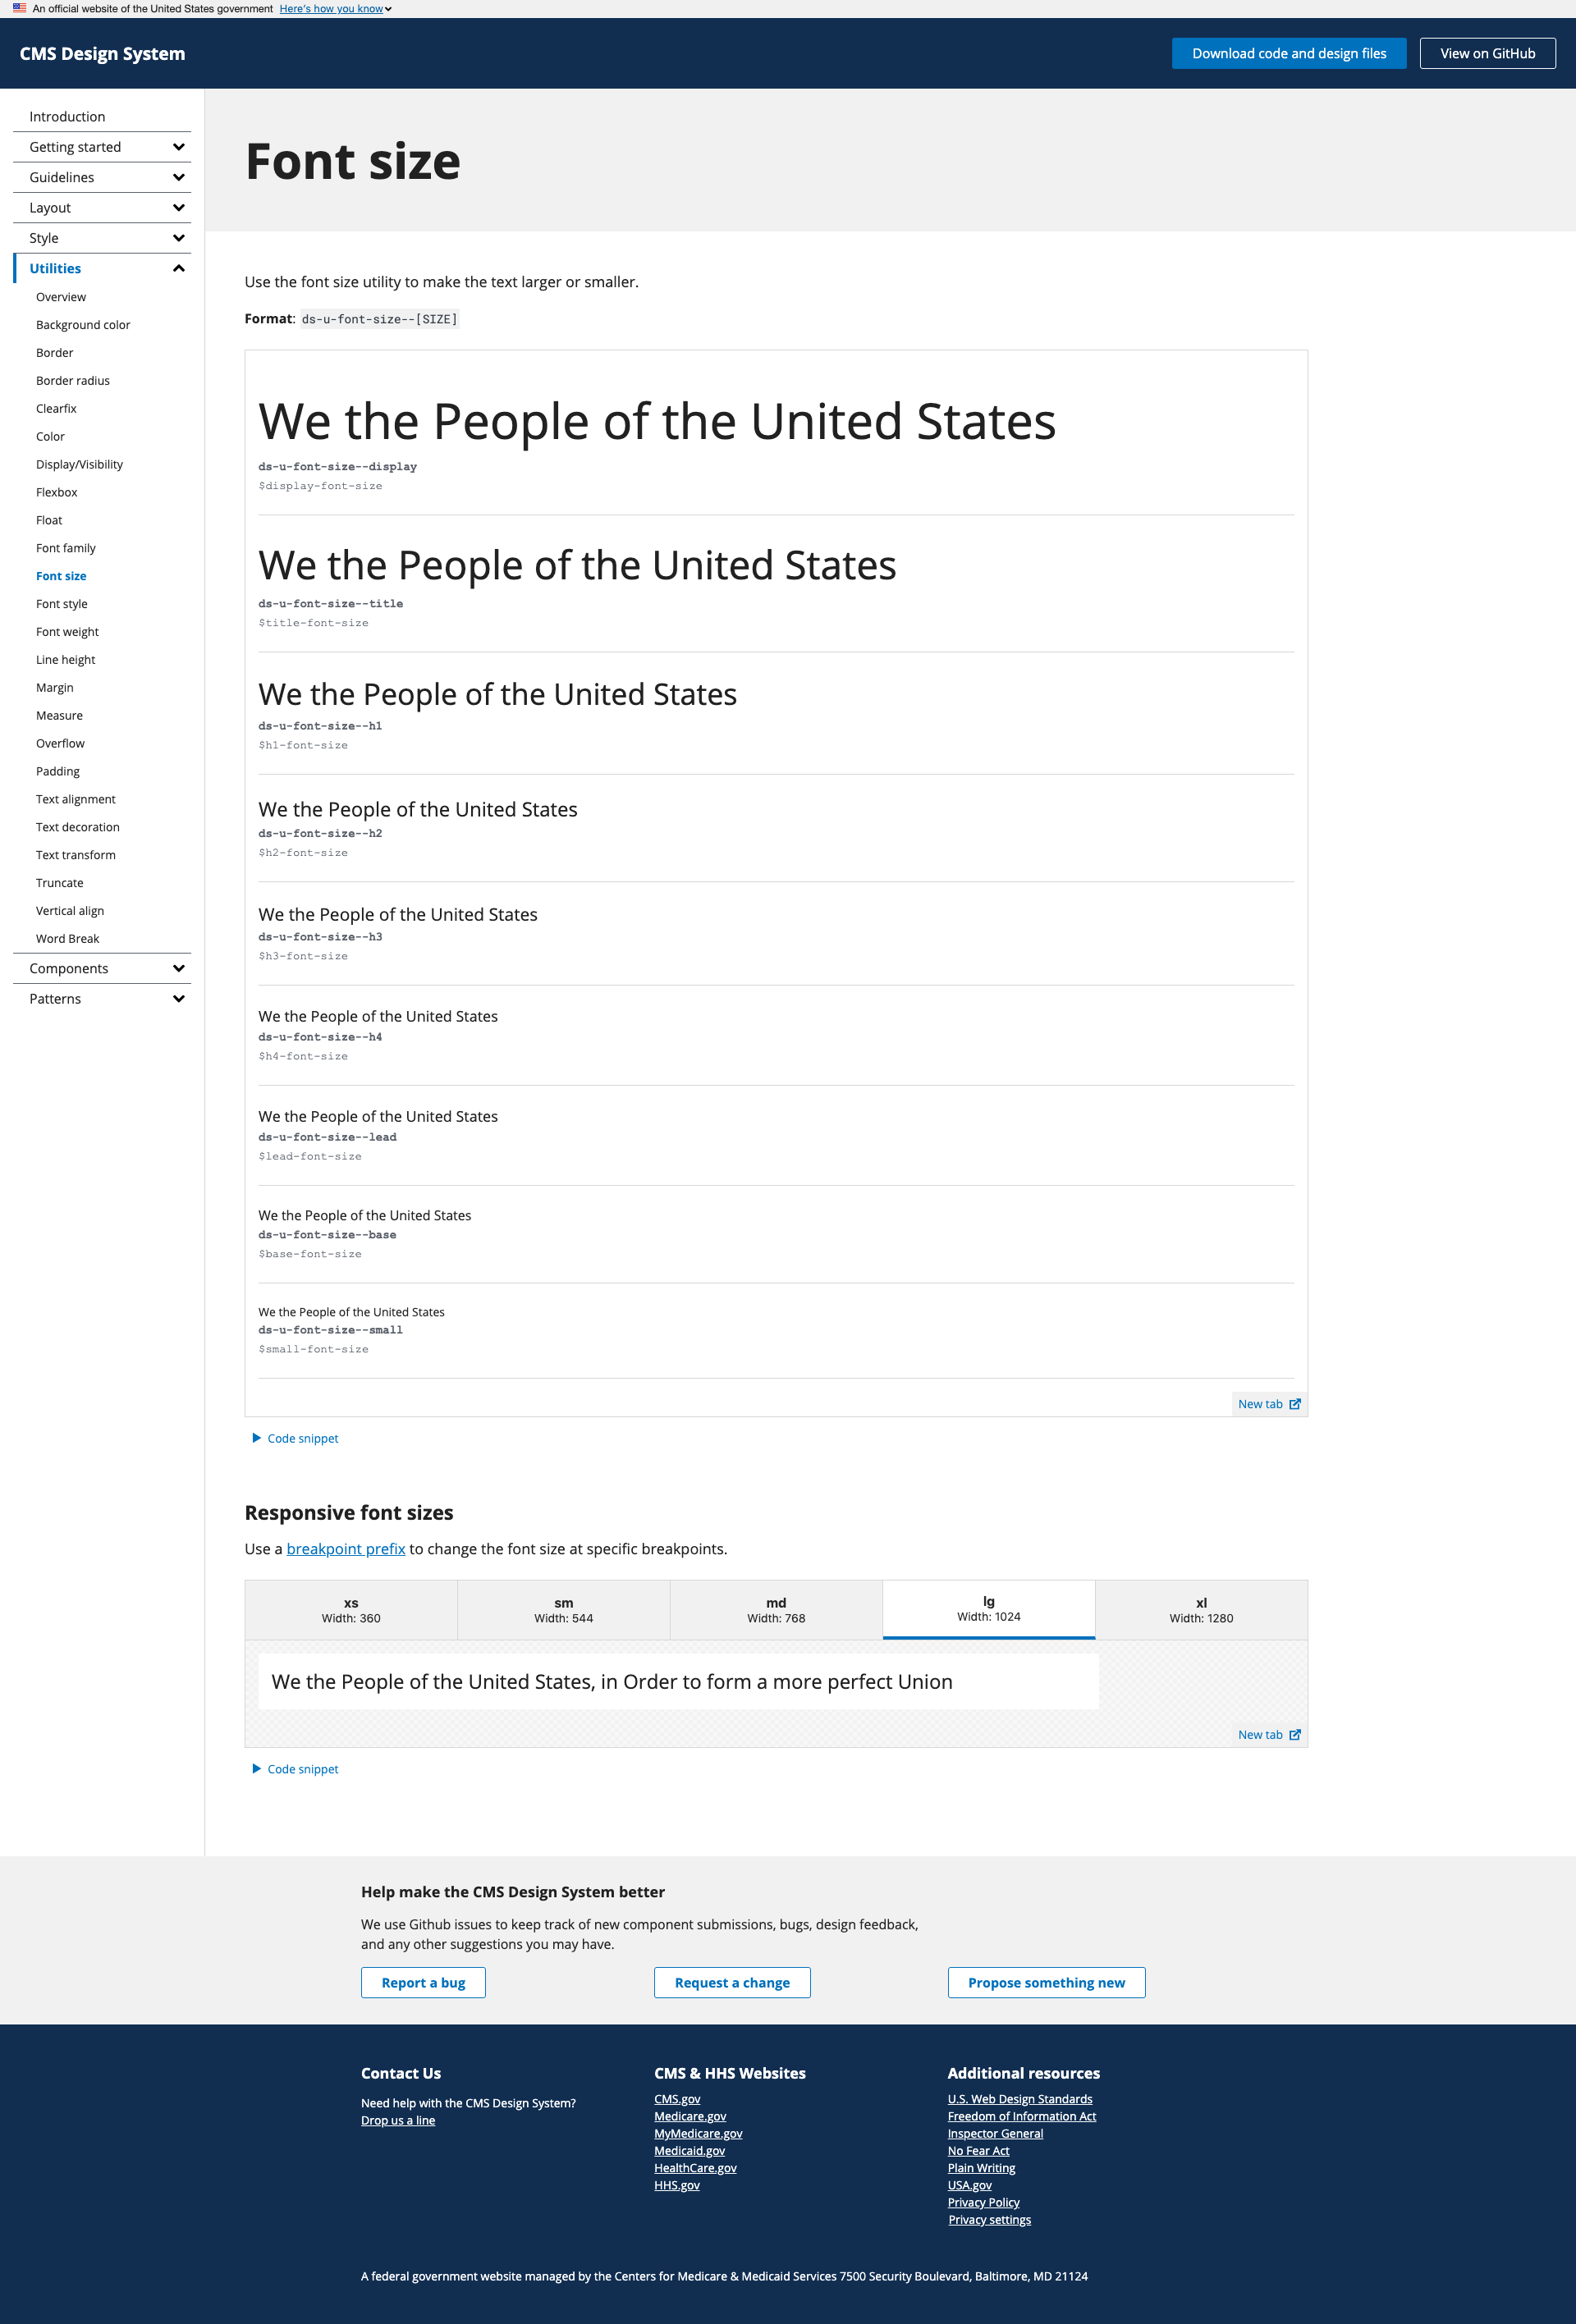 An official website of the United States government Here's how you know
CMS Design System
Download code and design files
View on GitHub
Introduction
Getting started
Guidelines
Layout
Style
Utilities
Overview
Background color
Border
Border radius
Clearfix
Color
Display/Visibility
Flexbox
Float
Font family
Font size
Font style
Font weight
Line height
Margin
Measure
Overflow
Padding
Text alignment
Text decoration
Text transform
Truncate
Vertical align
Word Break
Components
Patterns
Font size
Use the font size utility to make the text larger or smaller.
Format: ds-u-font-size--[SIZE]
We the People of the United States
ds-u-font-size--display
$display-font-size
We the People of the United States
ds-u-font-size--title
$title-font-size
We the People of the United States
ds-u-font-size--h1
$h1-font-size
We the People of the United States
ds-u-font-size--h2
$h2-font-size
We the People of the United States
ds-u-font-size--h3
$h3-font-size
We the People of the United States
ds-u-font-size--h4
$h4-font-size
We the People of the United States
ds-u-font-size--lead
$lead-font-size
We the People of the United States
ds-u-font-size--base
$base-font-size
We the People of the United States
ds-u-font-size--small
$small-font-size
New tab
Code snippet
Responsive font sizes
Use a breakpoint prefix to change the font size at specific breakpoints.
xs
Width: 360
sm
Width: 544
md
Width: 768
lg
Width: 1024
xl
Width: 1280
We the People of the United States, in Order to form a more perfect Union
New tab
Code snippet
Help make the CMS Design System better
We use Github issues to keep track of new component submissions, bugs, design feedback,
and any other suggestions you may have.
Report a bug
Request a change
Propose something new
Contact Us
Need help with the CMS Design System?
Drop us a line
CMS & HHS Websites
CMS.gov
Medicare.gov
MyMedicare.gov
Medicaid.gov
HealthCare.gov
HHS.gov
Additional resources
U.S. Web Design Standards
Freedom of Information Act
Inspector General
No Fear Act
Plain Writing
USA.gov
Privacy Policy
Privacy settings
A federal government website managed by the Centers for Medicare & Medicaid Services 7500 Security Boulevard, Baltimore, MD 21124